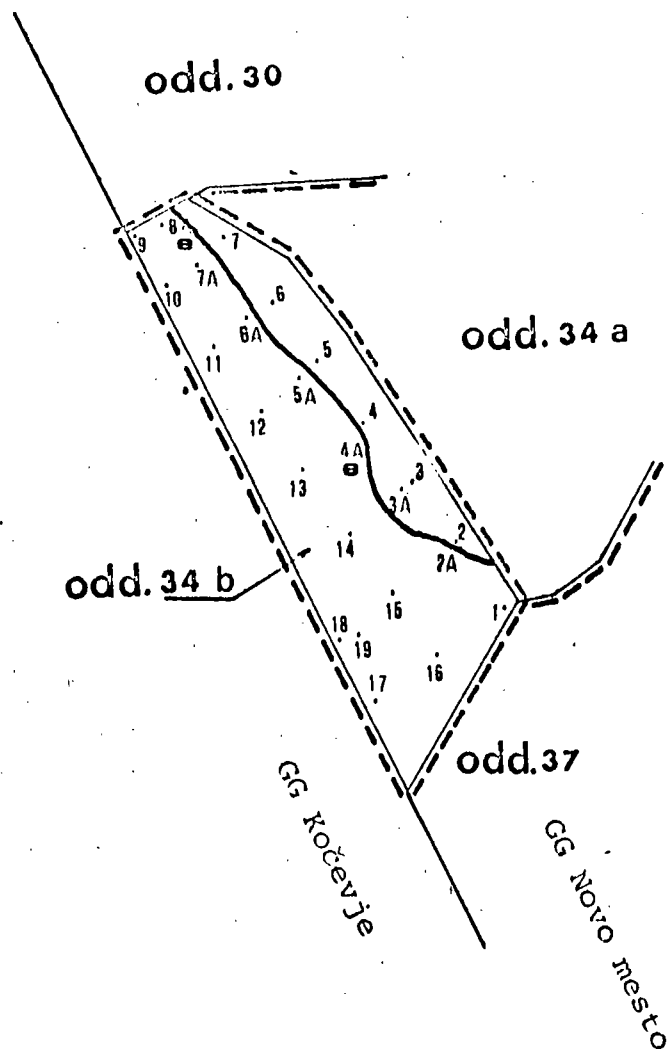 odd. 30
8
9
7
7A
10
6
6A
odd. 34 a
11
5
5A
4
12
4A
3
13
3A
2
14
2A
odd. 34 b
15
1
18
19
16
17
odd. 37
GG Kočevje
GG Novo mesto